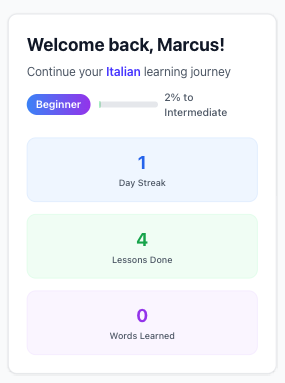 Welcome back, Marcus!
Continue your Italian learning journey
Beginner
2% to
Intermediate
1
Day Streak
4
Lessons Done
0
Words Learned